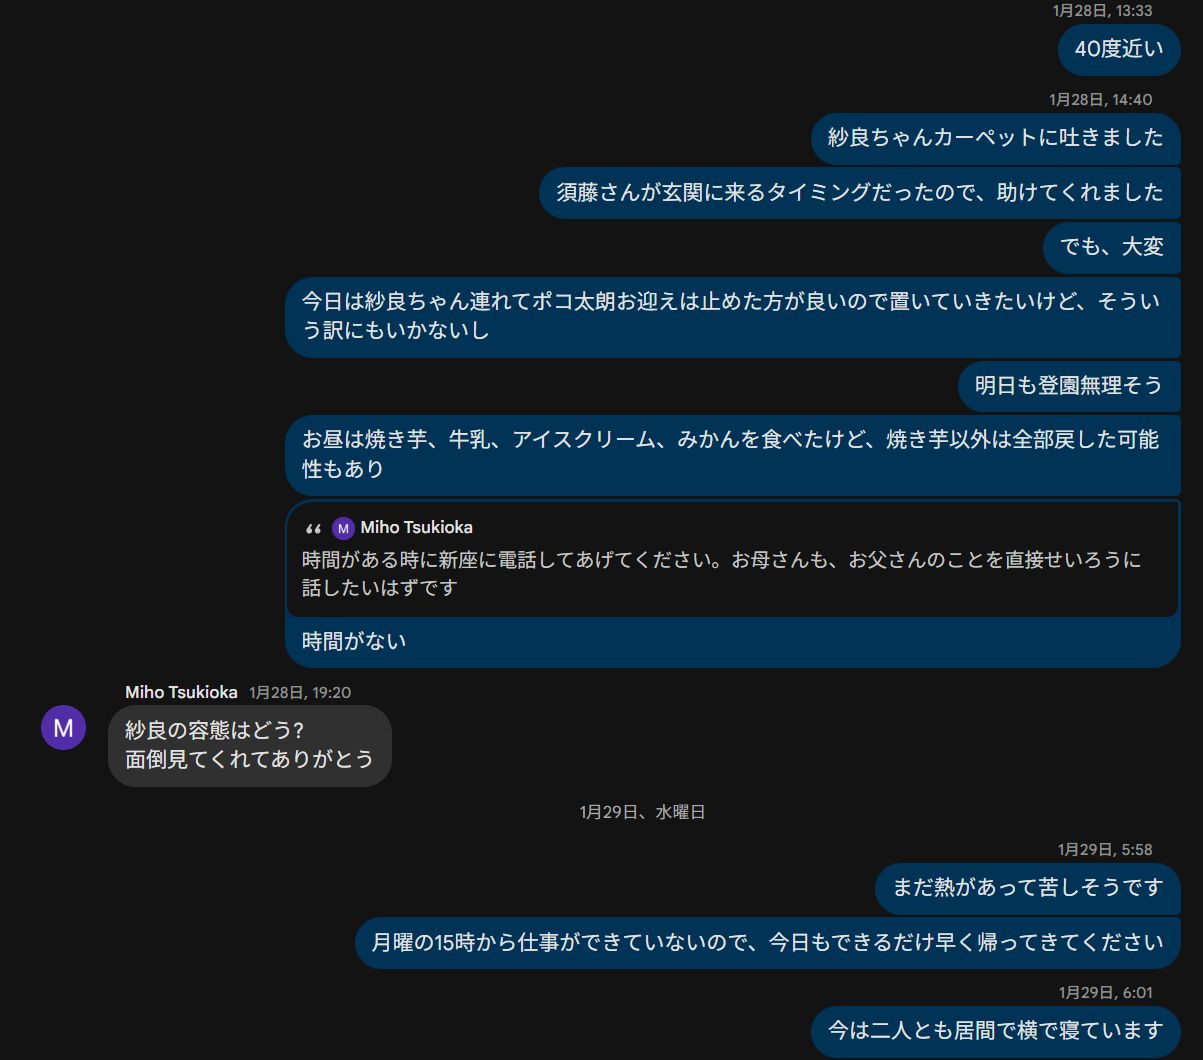 1月28日, 13:33
40度近い
1月28日, 14:40
紗良ちゃんカーペットに吐きました
須藤さんが玄関に来るタイミングだったので、助けてくれました
でも、大変
今日は紗良ちゃん連れてポコ太朗お迎えは止めた方が良いので置いていきたいけど、そうい
う訳にもいかないし
明日も登園無理そう
お昼は焼き芋、牛乳、アイスクリーム、みかんを食べたけど、焼き芋以外は全部戻した可能
性もあり
M Miho Tsukioka
時間がある時に新座に電話してあげてください。お母さんも、お父さんのことを直接せいろうに
話したいはずです
時間がない
Miho Tsukioka 1月28日, 19:20
M
紗良の容態はどう?
面倒見てくれてありがとう
1月29日、水曜日
1月29日, 5:58
まだ熱があって苦しそうです
月曜の15時から仕事ができていないので、今日もできるだけ早く帰ってきてください
1月29日, 6:01
今は二人とも居間で横で寝ています